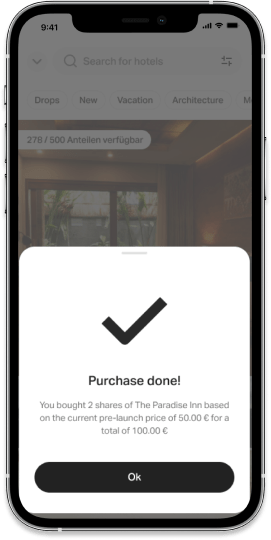 9:41
Search for hotels
Drops New Vacation Architecture M
276 / 500 Anteilen verfügbar
Purchase done!
You bought 2 shares of The Paradise Inn based
on the current pre-launch price of 50.00 € for a
total of 100.00 €
Ok